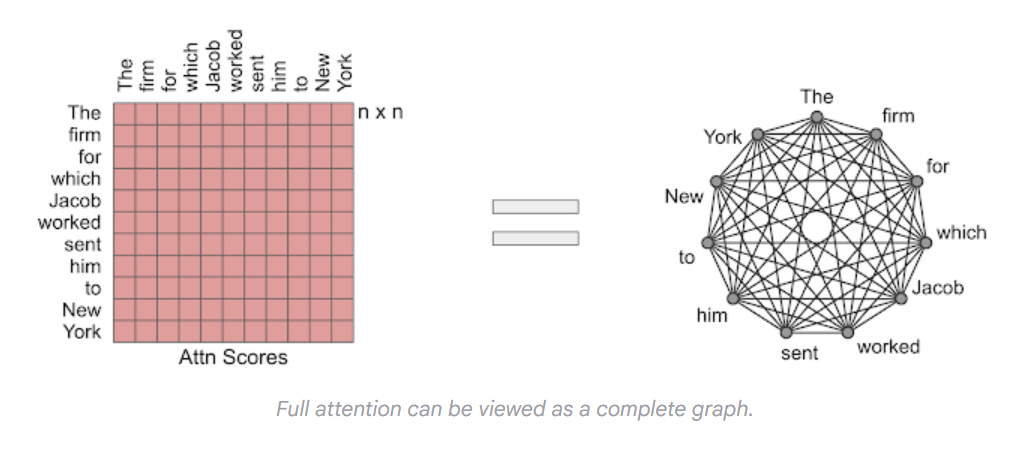 The firm for which Jacob worked sent him to New York
The n x n
firm
for
which
Jacob
worked
sent
him
to
New
York
Attn Scores
The
firm
for
which
Jacob
worked
sent
him
to
New
York
Full attention can be viewed as a complete graph.